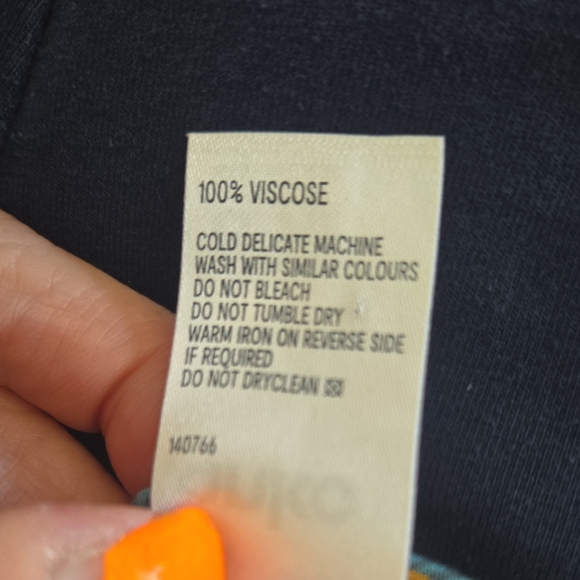 100% VISCOSE
COLD DELICATE MACHINE
WASH WITH SIMILAR COLOURS
DO NOT BLEACH
DO NOT TUMBLE DRY
WARM IRON ON REVERSE SIDE
IF REQUIRED
DO NOT DRYCLEAN
140766